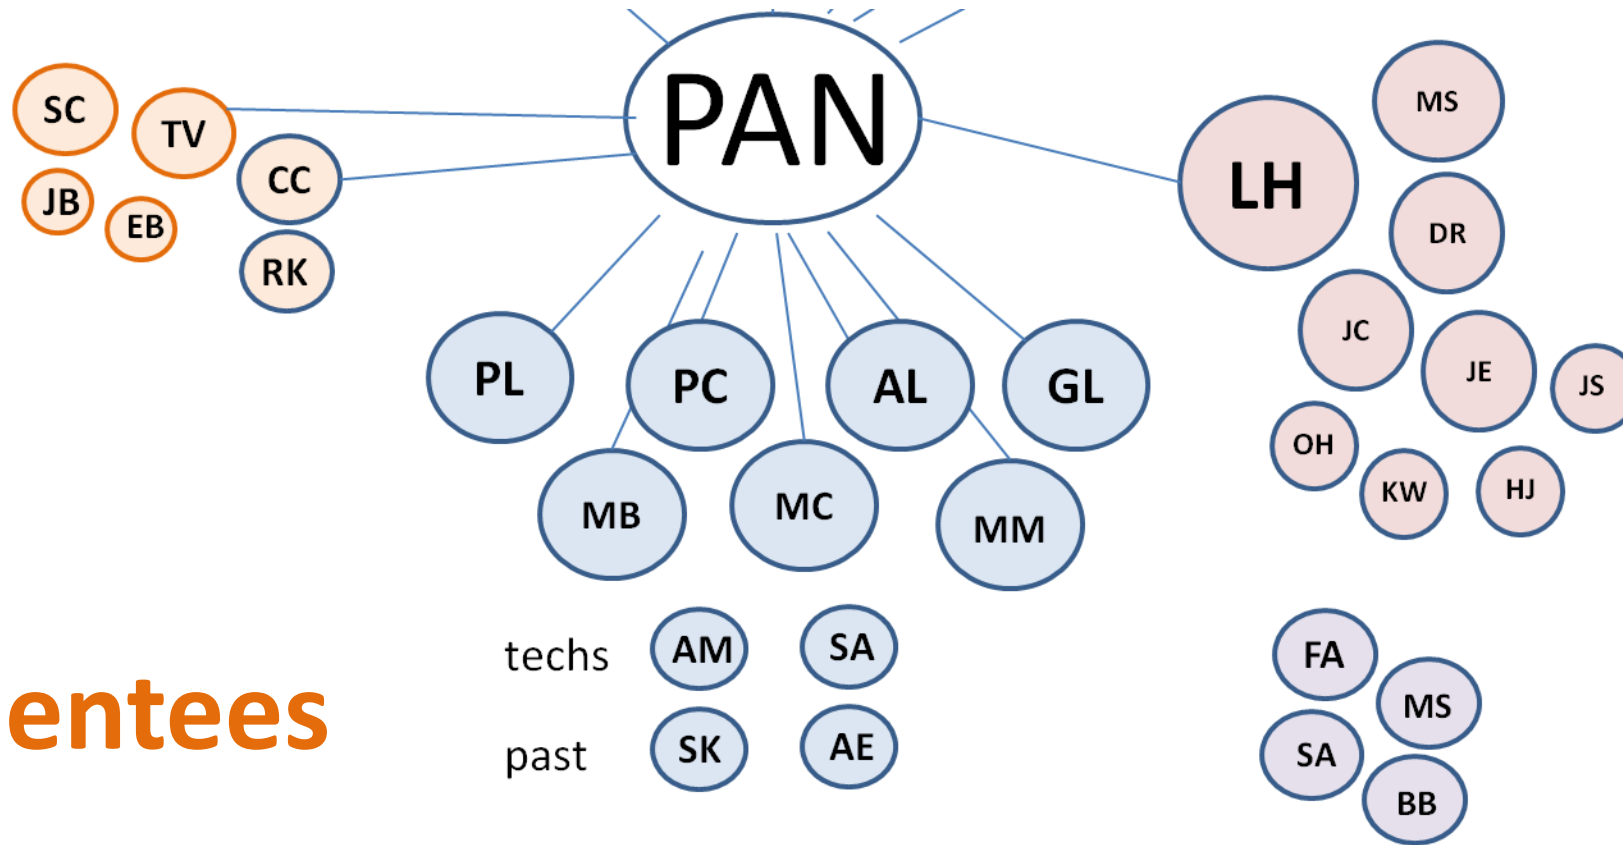 PAN
SC
TV
CC
JB
EB
RK
LH
MS
DR
JC
JE
JS
OH
KW
HJ
PL
PC
AL
GL
MB
MC
MM
techs AM SA
past SK AE
entees
FA
MS
SA
BB